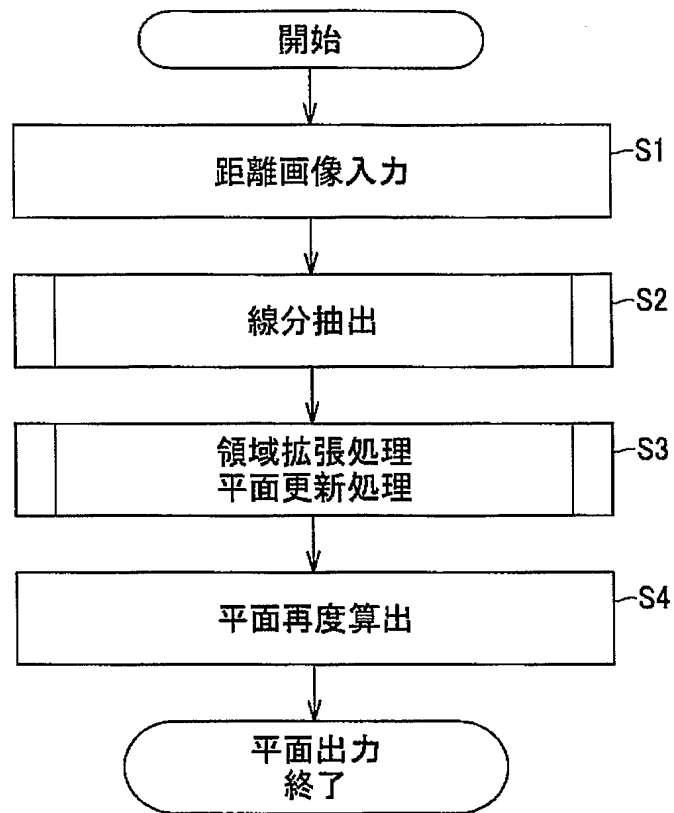 開始
距離画像入力
S1
線分抽出
S2
領域拡張処理
平面更新処理
S3
平面再度算出
S4
平面出力
終了